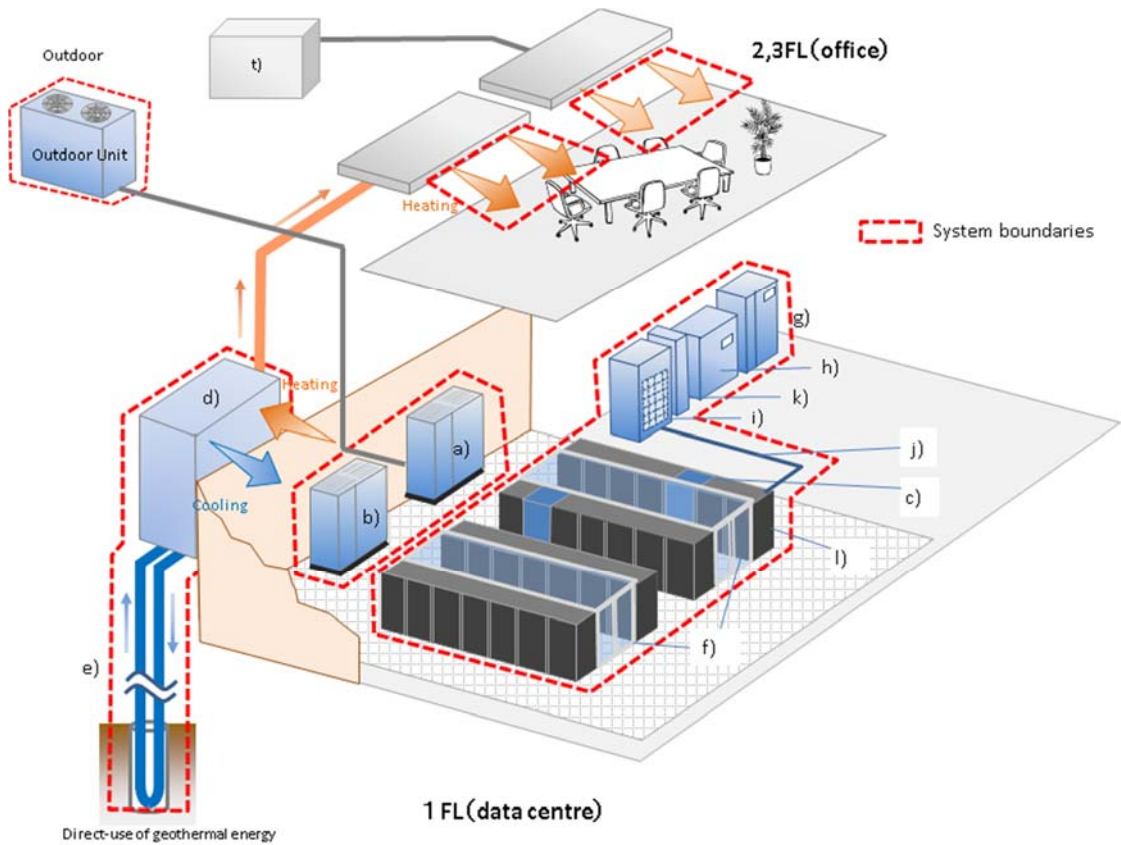 Outdoor
t)
2,3FL(office)
Outdoor Unit
Heating
System boundaries
g)
d)
Heating
h)
k)
i)
a)
j)
c)
Cooling
b)
l)
f)
e)
1 FL(data centre)
Direct-use of geothermal energy